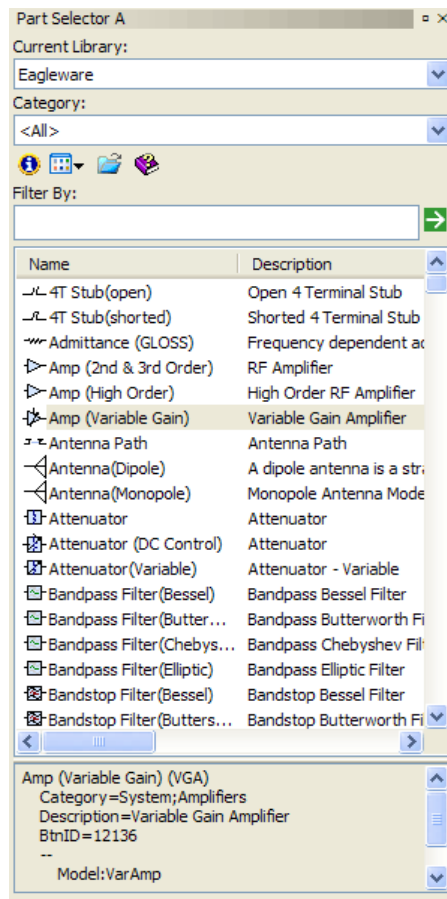 Part Selector A
Current Library:
Eagleware
Category:
<All>
Filter By:
Name Description
4T Stub(open) Open 4 Terminal Stub
4T Stub(shorted) Shorted 4 Terminal Stub
Admittance (GLOSS) Frequency dependent
Amp (2nd & 3rd Order) RF Amplifier
Amp (High Order) High Order RF Amplifier
Amp (Variable Gain) Variable Gain Amplifier
Antenna Path Antenna Path
Antenna(Dipole) A dipole antenna is a
Antenna(Monopole) Monopole Antenna Mode
Attenuator Attenuator
Attenuator (DC Control) Attenuator
Attenuator(Variable) Attenuator - Variable
Bandpass Filter(Bessel) Bandpass Bessel Filter
Bandpass Filter(Butter... Bandpass Butterworth Fi
Bandpass Filter(Chebys... Bandpass Chebyshev Filt
Bandpass Filter(Elliptic) Bandpass Elliptic Filter
Bandstop Filter(Bessel) Bandstop Bessel Filter
Bandstop Filter(Butters... Bandstop Butterworth Fi
Amp (Variable Gain) (VGA)
Category=System;Amplifiers
Description=Variable Gain Amplifier
BtnID=12136
--
Model:VarAmp